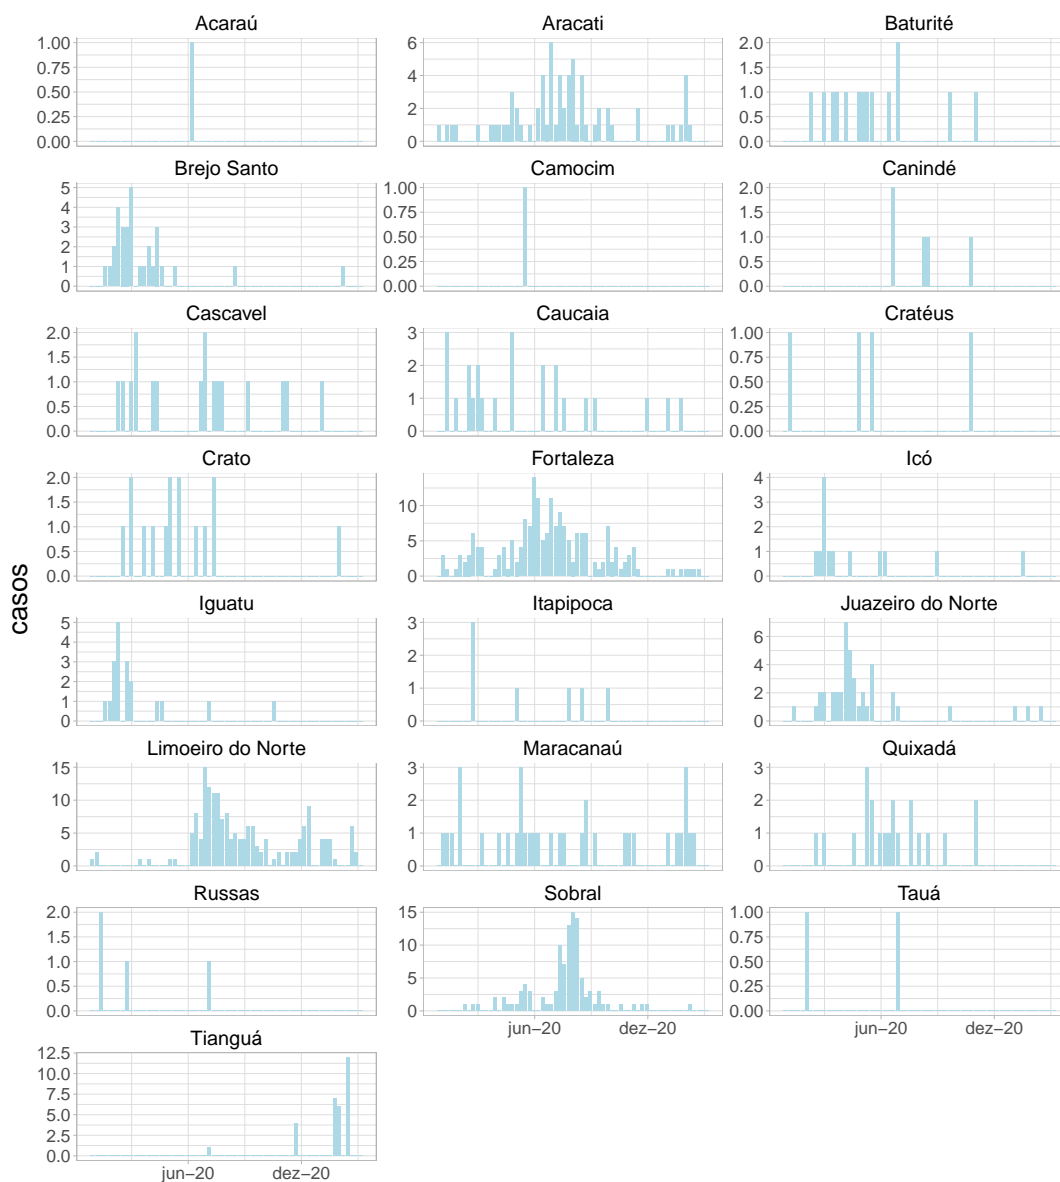 Acaraú Aracati Baturité
1.00 6 2.0
0.75 1.5
0.50 4 1.0
0.25 2 0.5
0.00 0 0.0
Brejo Santo Camocim Canindé
5 1.00 2.0
4 0.75 1.5
3 0.50 1.0
2 0.25 0.5
1 0.00 0.0
0
Cascavel Caucaia Cratéus
2.0 3 1.00
1.5 2 0.75
1.0 1 0.50
0.5 0 0.25
0.0 0.00
Crato Fortaleza Icó
2.0 10 4
1.5 5 3
1.0 0 2
0.5 1
0.0 0
casos
Iguatu Itapipoca Juazeiro do Norte
5 3 6
4 2 4
3 1 2
2 0 0
1
0
Limoeiro do Norte Maracanaú Quixadá
15 3 3
10 2 2
5 1 1
0 0 0
Russas Sobral Tauá
2.0 15 1.00
1.5 10 0.75
1.0 5 0.50
0.5 0 0.25
0.0 0.00
jun–20 dez–20 jun–20 dez–20
Tianguá
12.5
10.0
7.5
5.0
2.5
0.0
jun–20 dez–20